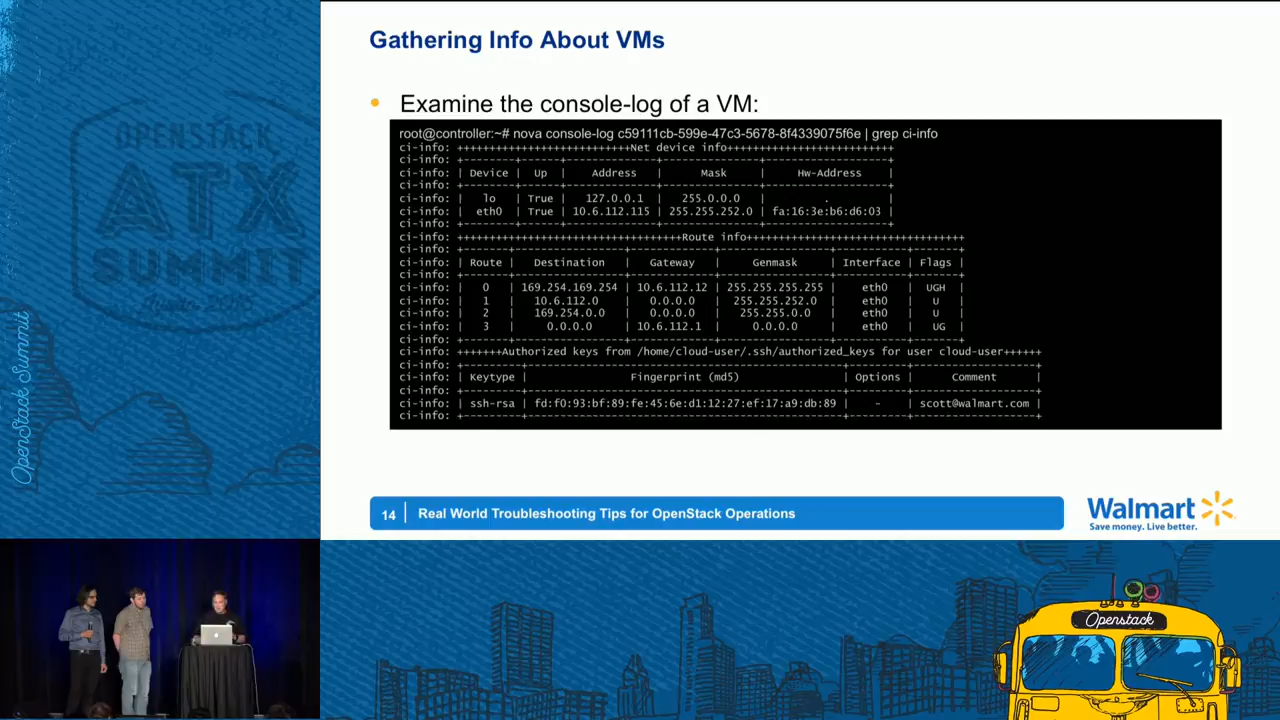 OPENSTACK
ATX
SUMMIT
OpenStack Summit
Gathering Info About VMs
• Examine the console-log of a VM:
root@controller:~# nova console-log c59111cb-599e-47c3-5678-8f4339075f6e | grep ci-info
ci-info: ++++++++++++++++++++++++++Net device info+++++++++++++++++++++++++
ci-info: +--------+------+--------------+---------------+-------------------+
ci-info: | Device | Up | Address | Mask | Hw-Address |
ci-info: +--------+------+--------------+---------------+-------------------+
ci-info: | lo | True | 127.0.0.1 | 255.0.0.0 | . |
ci-info: | eth0 | True | 10.6.112.115 | 255.255.252.0 | fa:16:3e:b6:d6:03 |
ci-info: +--------+------+--------------+---------------+-------------------+
ci-info: ++++++++++++++++++++++++++++++++++Route info+++++++++++++++++++++++++++++++++
ci-info: +-------+-----------------+-------------+-----------------+-----------+-------+
ci-info: | Route | Destination | Gateway | Genmask | Interface | Flags |
ci-info: +-------+-----------------+-------------+-----------------+-----------+-------+
ci-info: | 0 | 169.254.169.254 | 10.6.112.12 | 255.255.255.255 | eth0 | UGH |
ci-info: | 1 | 10.6.112.0 | 0.0.0.0 | 255.255.252.0 | eth0 | U |
ci-info: | 2 | 169.254.0.0 | 0.0.0.0 | 255.255.0.0 | eth0 | U |
ci-info: | 3 | 0.0.0.0 | 10.6.112.1 | 0.0.0.0 | eth0 | UG |
ci-info: +-------+-----------------+-------------+-----------------+-----------+-------+
ci-info: +++++++Authorized keys from /home/cloud-user/.ssh/authorized_keys for user cloud-user++++++
ci-info: +---------+-------------------------------------------------+---------+------------------+
ci-info: | Keytype | Fingerprint (md5) | Options | Comment |
ci-info: +---------+-------------------------------------------------+---------+------------------+
ci-info: | ssh-rsa | fd:f0:93:bf:89:fe:45:6e:d1:12:27:ef:17:a9:db:89 | - | scott@walmart.com |
ci-info: +---------+-------------------------------------------------+---------+------------------+
14 | Real World Troubleshooting Tips for OpenStack Operations
Walmart
Save money. Live better.
Openstack